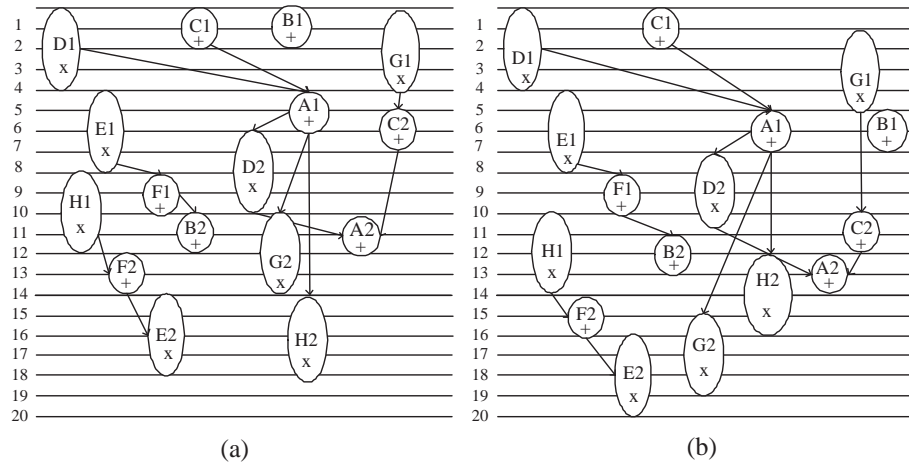 1
2
3
4
5
6
7
8
9
10
11
12
13
14
15
16
17
18
19
20
D1
x
C1
+
B1
+
G1
x
A1
+
C2
+
E1
x
D2
x
F1
+
H1
x
B2
+
A2
+
G2
x
F2
+
E2
x
H2
x
(a)
1
2
3
4
5
6
7
8
9
10
11
12
13
14
15
16
17
18
19
20
D1
x
C1
+
G1
x
A1
+
B1
+
E1
x
D2
x
F1
+
C2
+
H1
x
B2
+
A2
+
H2
x
F2
+
G2
x
E2
x
(b)